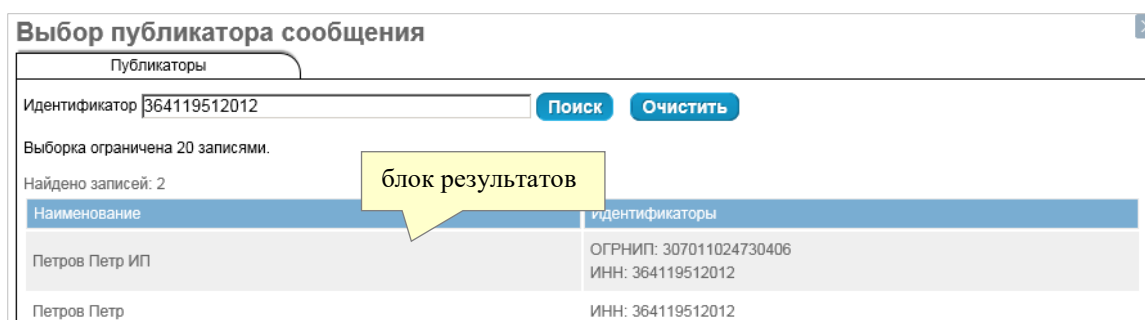 Выбор публикатора сообщения
Публикаторы
Идентификатор 364119512012 Поиск Очистить
Выборка ограничена 20 записями.
блок результатов
Найдено записей: 2
Наименование Идентификаторы
Петров Петр ИП
ОГРНИП: 307011024730406
ИНН: 364119512012
Петров Петр ИНН: 364119512012